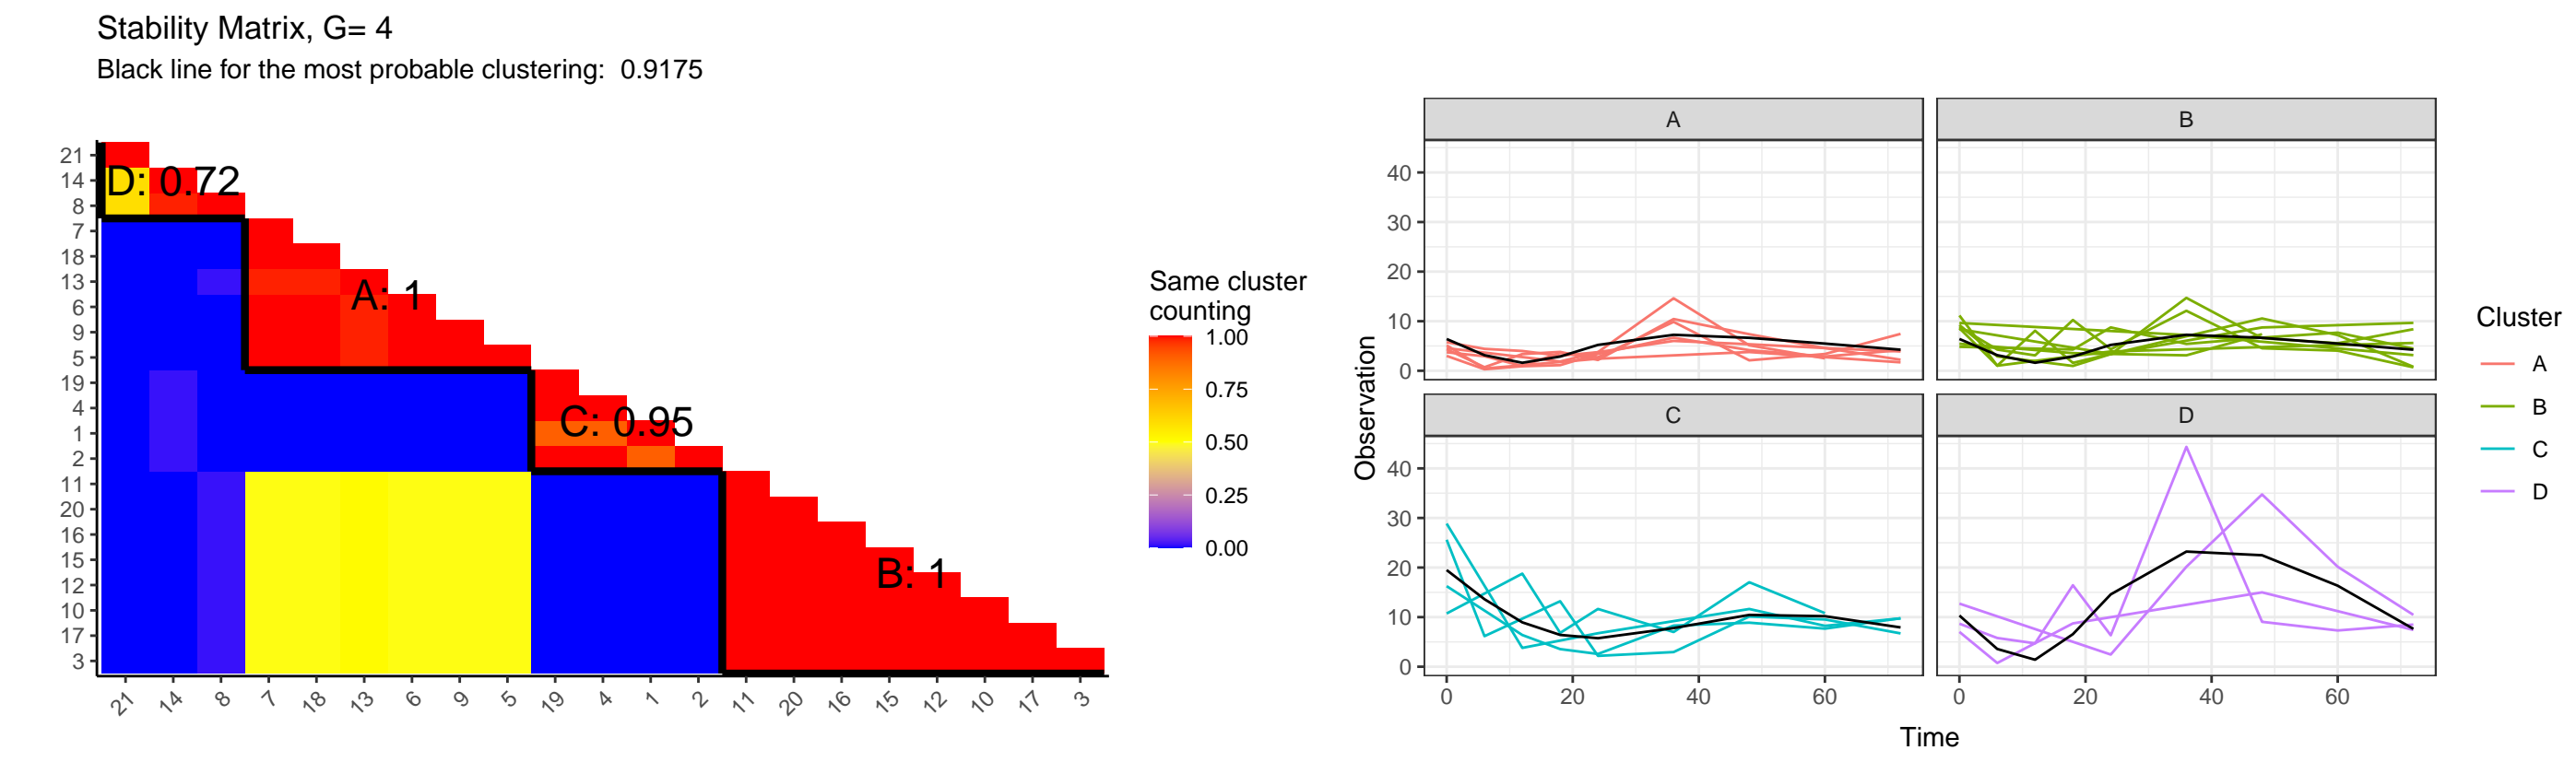 Stability Matrix, G= 4
Black line for the most probable clustering:  0.9175
21
14
8
7
18
13
6
9
5
19
4
1
2
11
20
16
15
12
10
17
3
D: 0.72
A: 1
C: 0.95
B: 1
21 14 8 7 18 13 6 9 5 19 4 1 2 11 20 16 15 12 10 17 3
Same cluster
counting
1.00
0.75
0.50
0.25
0.00
Observation
A
B
40
30
20
10
0
C
D
40
30
20
10
0
0 20 40 60
0 20 40 60
Time
Cluster
A
B
C
D